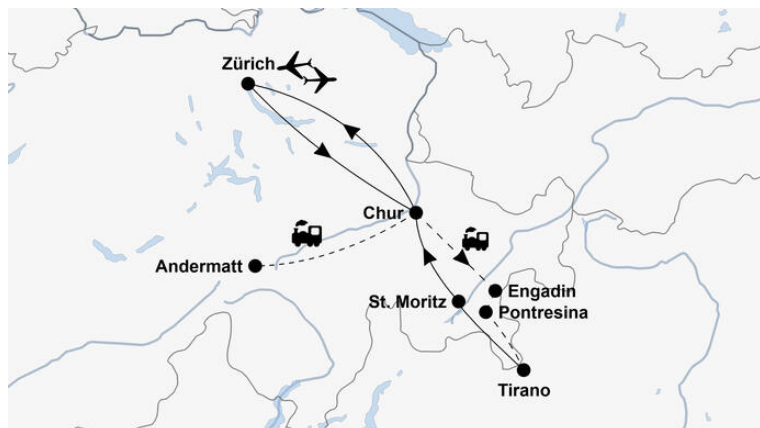 Zürich
Chur
Andermatt
Engadin
St. Moritz
Pontresina
Tirano